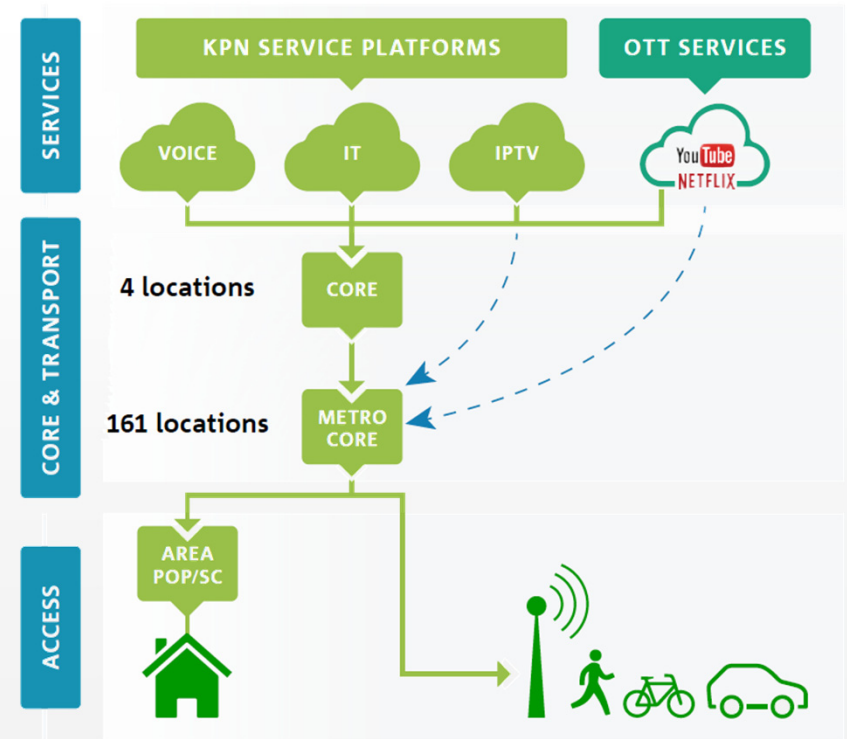 SERVICES
KPN SERVICE PLATFORMS
OTT SERVICES
VOICE
IT
IPTV
YouTube
NETFLIX
CORE & TRANSPORT
4 locations
CORE
161 locations
METRO
CORE
ACCESS
AREA
POP/SC